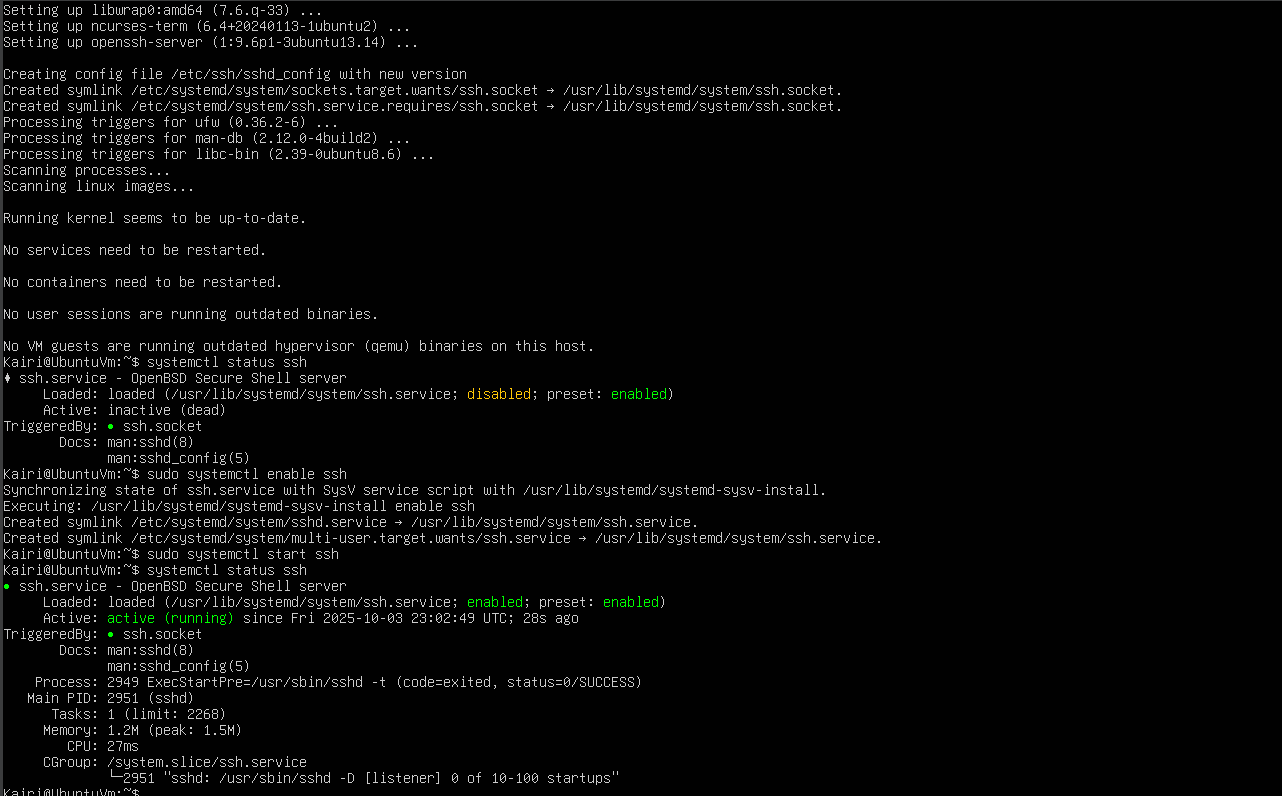 Setting up libwrap0:amd64 (7.6.q-33) ...
Setting up ncurses-term (6.4+20240113-1ubuntu2) ...
Setting up openssh-server (1:9.6p1-3ubuntu13.14) ...

Creating config file /etc/ssh/sshd_config with new version
Created symlink /etc/systemd/system/sockets.target.wants/ssh.socket → /usr/lib/systemd/system/ssh.socket.
Created symlink /etc/systemd/system/ssh.service.requires/ssh.socket → /usr/lib/systemd/system/ssh.socket.
Processing triggers for ufw (0.36.2-6) ...
Processing triggers for man-db (2.12.0-4build2) ...
Processing triggers for libc-bin (2.39-0ubuntu8.6) ...
Scanning processes...
Scanning linux images...

Running kernel seems to be up-to-date.

No services need to be restarted.

No containers need to be restarted.

No user sessions are running outdated binaries.

No VM guests are running outdated hypervisor (qemu) binaries on this host.
Kairi@UbuntuVm:~$ systemctl status ssh
♦ ssh.service - OpenBSD Secure Shell server
     Loaded: loaded (/usr/lib/systemd/system/ssh.service; disabled; preset: enabled)
     Active: inactive (dead)
TriggeredBy: ● ssh.socket
       Docs: man:sshd(8)
             man:sshd_config(5)
Kairi@UbuntuVm:~$ sudo systemctl enable ssh
Synchronizing state of ssh.service with SysV service script with /usr/lib/systemd/systemd-sysv-install.
Executing: /usr/lib/systemd/systemd-sysv-install enable ssh
Created symlink /etc/systemd/system/sshd.service → /usr/lib/systemd/system/ssh.service.
Created symlink /etc/systemd/system/multi-user.target.wants/ssh.service → /usr/lib/systemd/system/ssh.service.
Kairi@UbuntuVm:~$ sudo systemctl start ssh
Kairi@UbuntuVm:~$ systemctl status ssh
● ssh.service - OpenBSD Secure Shell server
     Loaded: loaded (/usr/lib/systemd/system/ssh.service; enabled; preset: enabled)
     Active: active (running) since Fri 2025-10-03 23:02:49 UTC; 28s ago
TriggeredBy: ● ssh.socket
       Docs: man:sshd(8)
             man:sshd_config(5)
    Process: 2949 ExecStartPre=/usr/sbin/sshd -t (code=exited, status=0/SUCCESS)
   Main PID: 2951 (sshd)
      Tasks: 1 (limit: 2268)
     Memory: 1.2M (peak: 1.5M)
        CPU: 27ms
     CGroup: /system.slice/ssh.service
             └─2951 "sshd: /usr/sbin/sshd -D [listener] 0 of 10-100 startups"
Kairi@UbuntuVm:~$